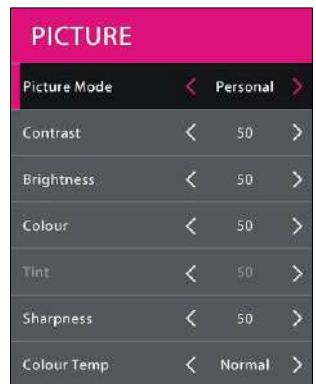 PICTURE
Picture Mode < Personal >
Contrast < 50 >
Brightness < 50 >
Colour < 50 >
Tint < 50 >
Sharpness < 50 >
Colour Temp < Normal >